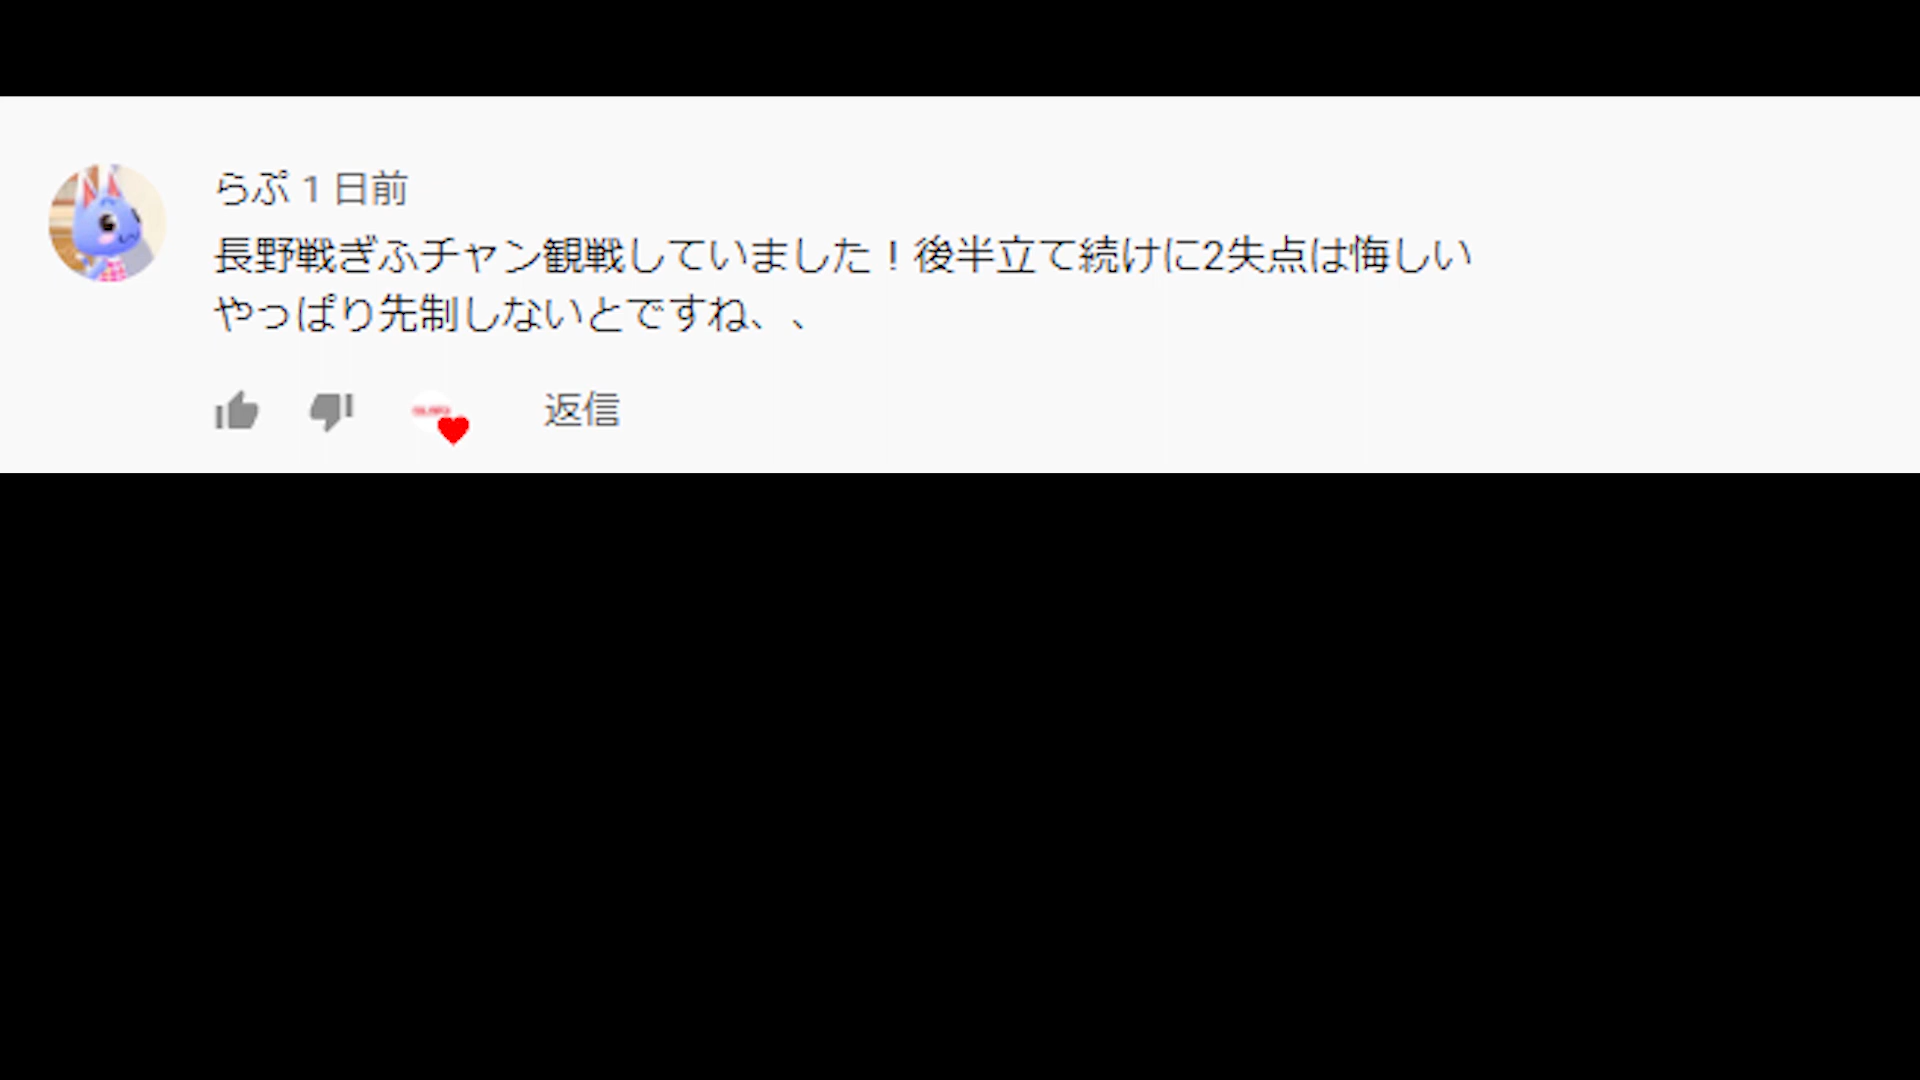 らぷ 1 日前
長野戦ぎふチャン観戦していました！後半立て続けに2失点は悔しい
やっぱり先制しないとですね、、
返信